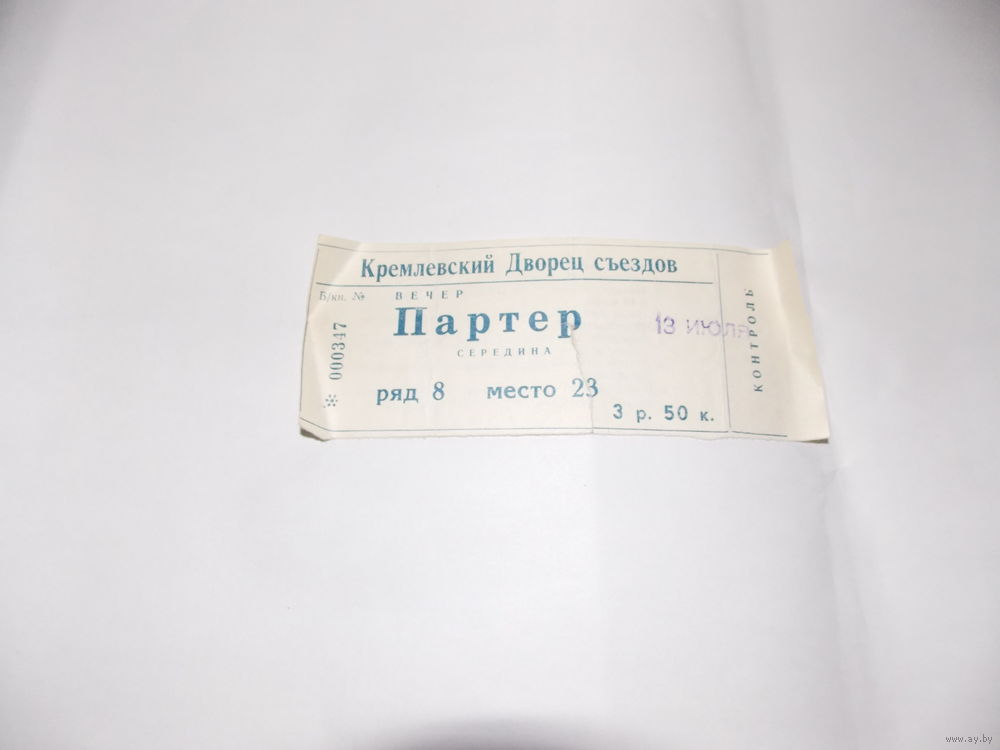 Кремлевский Дворец съездов
Б/кн. № 000347
ВЕЧЕР
Партер
СЕРЕДИНА
13 ИЮЛЯ
ряд 8 место 23
3 р. 50 к.
КОНТРОЛЬ
www.ay.by